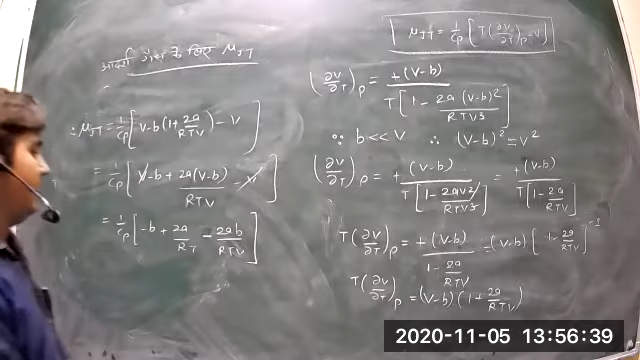 आदर्श गैस के लिए μJT
∴ μJT = 1/Cp [V-b(1+2a/RTV) - V]
= 1/Cp [V-b + 2a(V-b)/RTV - V]
= 1/Cp [-b + 2a/RT - 2ab/RTV]
μJT = 1/Cp [T(∂V/∂T)P - V]
(∂V/∂T)P = +(V-b) / T[1 - 2a(V-b)²/RTV³]
∵ b << V ∴ (V-b)² = V²
(∂V/∂T)P = +(V-b) / T[1 - 2aV²/RTV³] = +(V-b) / T[1 - 2a/RTV]
T(∂V/∂T)P = +(V-b) / 1 - 2a/RTV = (V-b)[1 - 2a/RTV]⁻¹
T(∂V/∂T)P = (V-b)(1 + 2a/RTV)
2020-11-05 13:56:39